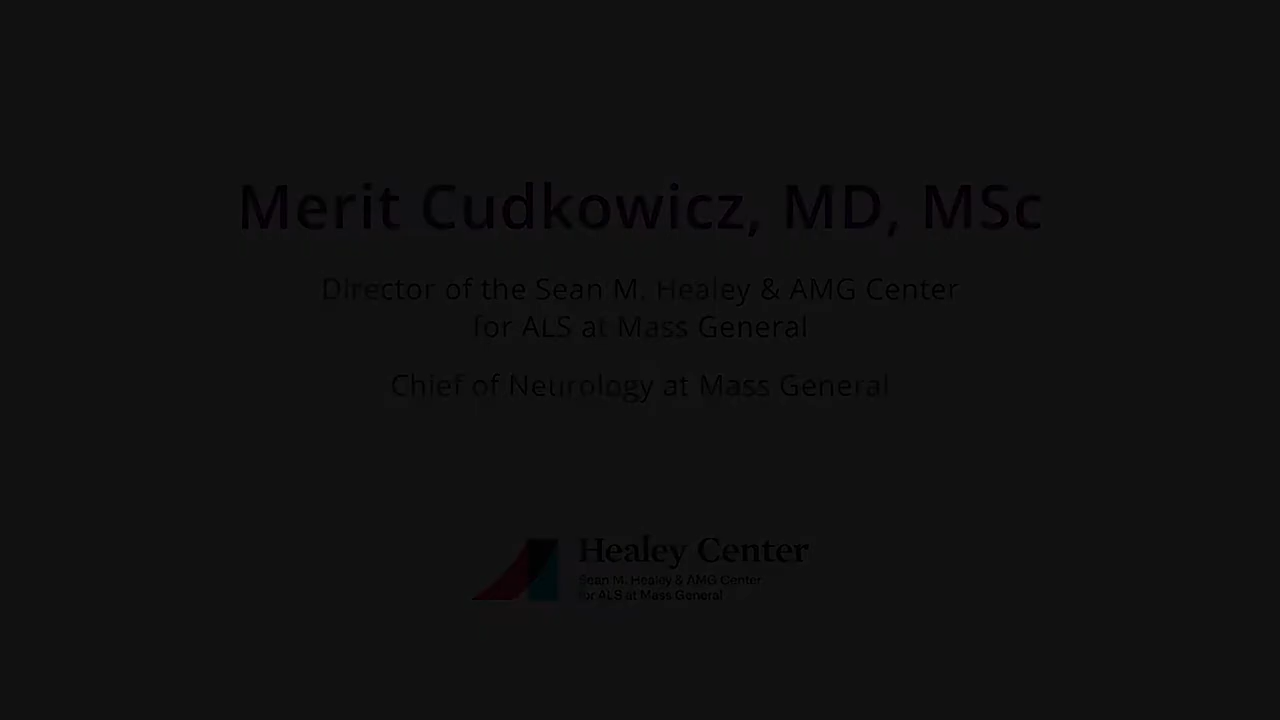 Merit Cudkowicz, MD, MSc
Director of the Sean M. Healey & AMG Center
for ALS at Mass General
Chief of Neurology at Mass General
Healey Center
Sean M. Healey & AMG Center
for ALS at Mass General